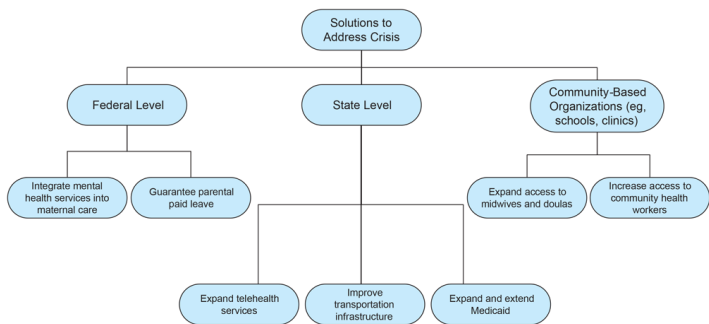 Solutions to
Address Crisis
Federal Level
State Level
Community-Based
Organizations (eg,
schools, clinics)
Integrate mental
health services into
maternal care
Guarantee parental
paid leave
Expand access to
midwives and doulas
Increase access to
community health
workers
Expand telehealth
services
Improve
transportation
infrastructure
Expand and extend
Medicaid